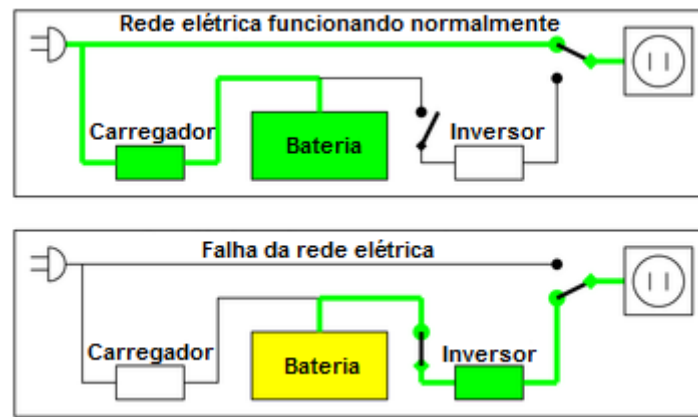 Rede elétrica funcionando normalmente
Carregador
Bateria
Inversor
Falha da rede elétrica
Carregador
Bateria
Inversor